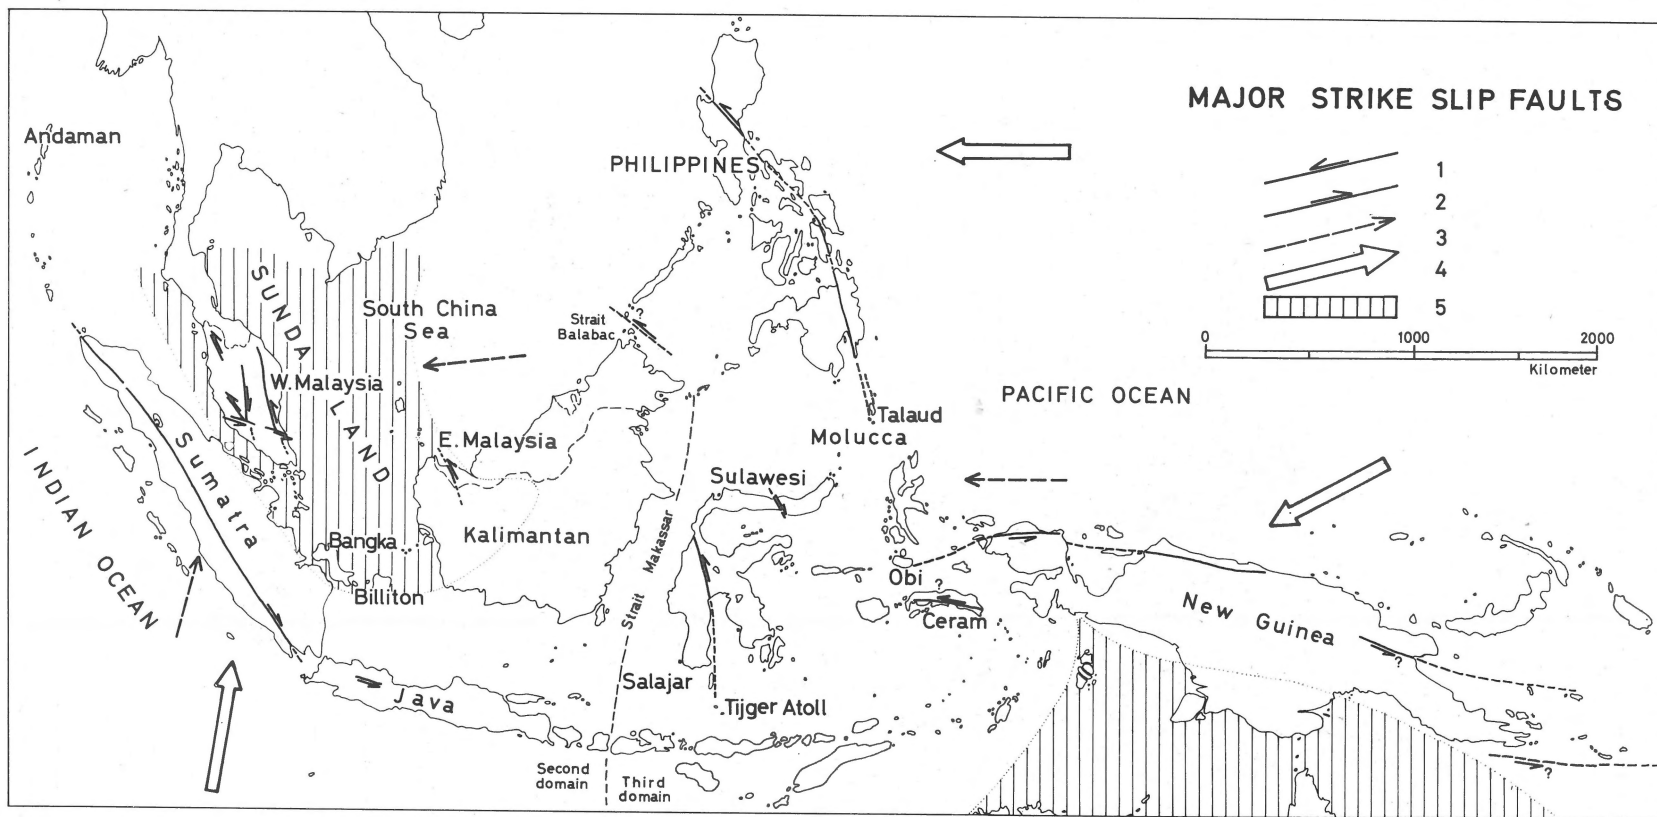 MAJOR STRIKE SLIP FAULTS
1
2
3
4
5
0 1000 2000
Kilometer
Andaman
PHILIPPINES
SUNDA LAND
South China
Sea
Strait
Balabac
?
W. Malaysia
E. Malaysia
PACIFIC OCEAN
Talaud
Molucca
Sulawesi
INDIAN OCEAN
Sumatra
Bangka
Billiton
Kalimantan
Strait Makassar
Obi
?
Ceram
New Guinea
?
Java
Salajar
Tijger Atoll
Second
domain
Third
domain
?